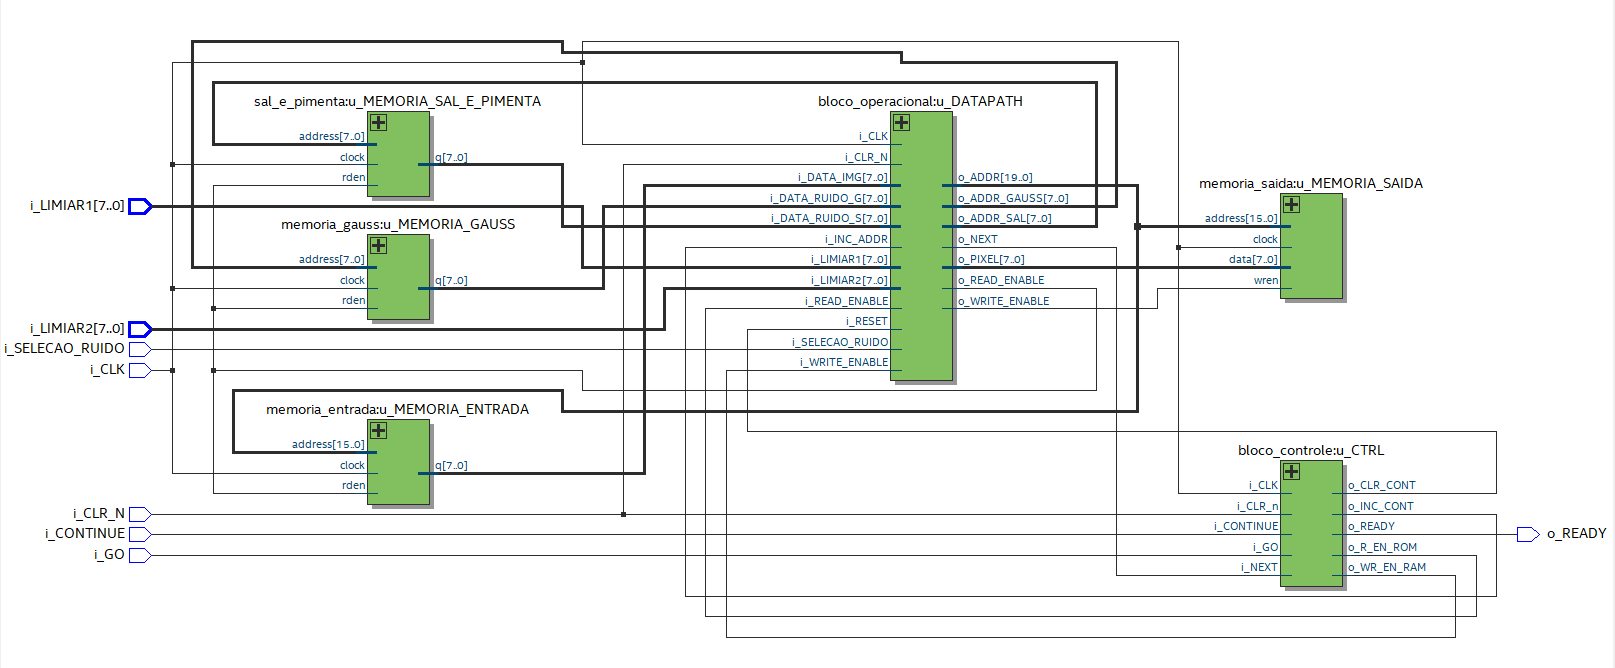 sal_e_pimenta:u_MEMORIA_SAL_E_PIMENTA
address[7..0]
clock
rden
q[7..0]
i_LIMIAR1[7..0]
memoria_gauss:u_MEMORIA_GAUSS
address[7..0]
clock
rden
q[7..0]
i_LIMIAR2[7..0]
i_SELECAO_RUIDO
i_CLK
memoria_entrada:u_MEMORIA_ENTRADA
address[15..0]
clock
rden
q[7..0]
i_CLR_N
i_CONTINUE
i_GO
bloco_operacional:u_DATAPATH
i_CLK
i_CLR_N
i_DATA_IMG[7..0]
i_DATA_RUIDO_G[7..0]
i_DATA_RUIDO_S[7..0]
i_INC_ADDR
i_LIMIAR1[7..0]
i_LIMIAR2[7..0]
i_READ_ENABLE
i_RESET
i_SELECAO_RUIDO
i_WRITE_ENABLE
o_ADDR[19..0]
o_ADDR_GAUSS[7..0]
o_ADDR_SAL[7..0]
o_NEXT
o_PIXEL[7..0]
o_READ_ENABLE
o_WRITE_ENABLE
memoria_saida:u_MEMORIA_SAIDA
address[15..0]
clock
data[7..0]
wren
bloco_controle:u_CTRL
i_CLK
i_CLR_n
i_CONTINUE
i_GO
i_NEXT
o_CLR_CONT
o_INC_CONT
o_READY
o_R_EN_ROM
o_WR_EN_RAM
o_READY